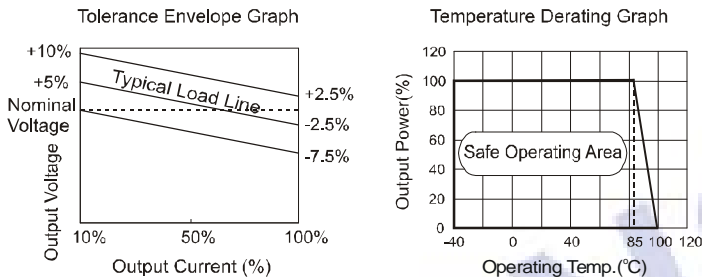 Tolerance Envelope Graph
+10%
+5%
Nominal
Voltage
Typical Load Line
+2.5%
-2.5%
-7.5%
Output Voltage
10%
50%
100%
Output Current (%)
Temperature Derating Graph
120
100
80
60
40
20
0
Output Power(%)
Safe Operating Area
-40
0
40
85
100
120
Operating Temp.(°C)